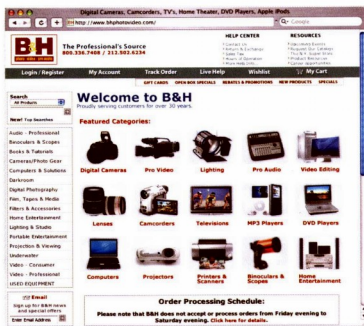 Digital Cameras, Camcorders, TV's, Home Theater, DVD Players, Apple iPods
http://www.bhphotovideo.com/
Google
B&H
The Professional's Source
800.336.7408 / 212.502.6234
HELP CENTER
RESOURCES
Login/Register
My Account
Track Order
Live Help
Wishlist
My Cart
GIFT CARDS
OPEN BOX SPECIALS
REBATES & PROMOTIONS
NEW PRODUCTS
SPECIALS
Search
All Products
New! Top Searches
Welcome to B&H
Proudly serving customers for over 30 years.
Featured Categories:
Audio - Professional
Binoculars & Scopes
Books & Tutorials
Cameras/Photo Gear
Computers & Solutions
Darkroom
Digital Photography
Film, Tapes & Media
Filters & Accessories
Home Entertainment
Lighting & Studio
Portable Entertainment
Projection & Viewing
Underwater
Video - Consumer
Video - Professional
USED EQUIPMENT
Digital Cameras
Pro Video
Lighting
Pro Audio
Video Editing
Lenses
Camcorders
Televisions
MP3 Players
DVD Players
Computers
Projectors
Printers & Scanners
Binoculars & Scopes
Home Entertainment
Email
Sign up for B&H news
and special offers
Enter Email Address
Order Processing Schedule:
Please note that B&H does not accept or process orders from Friday evening to
Saturday evening. Click here for details.